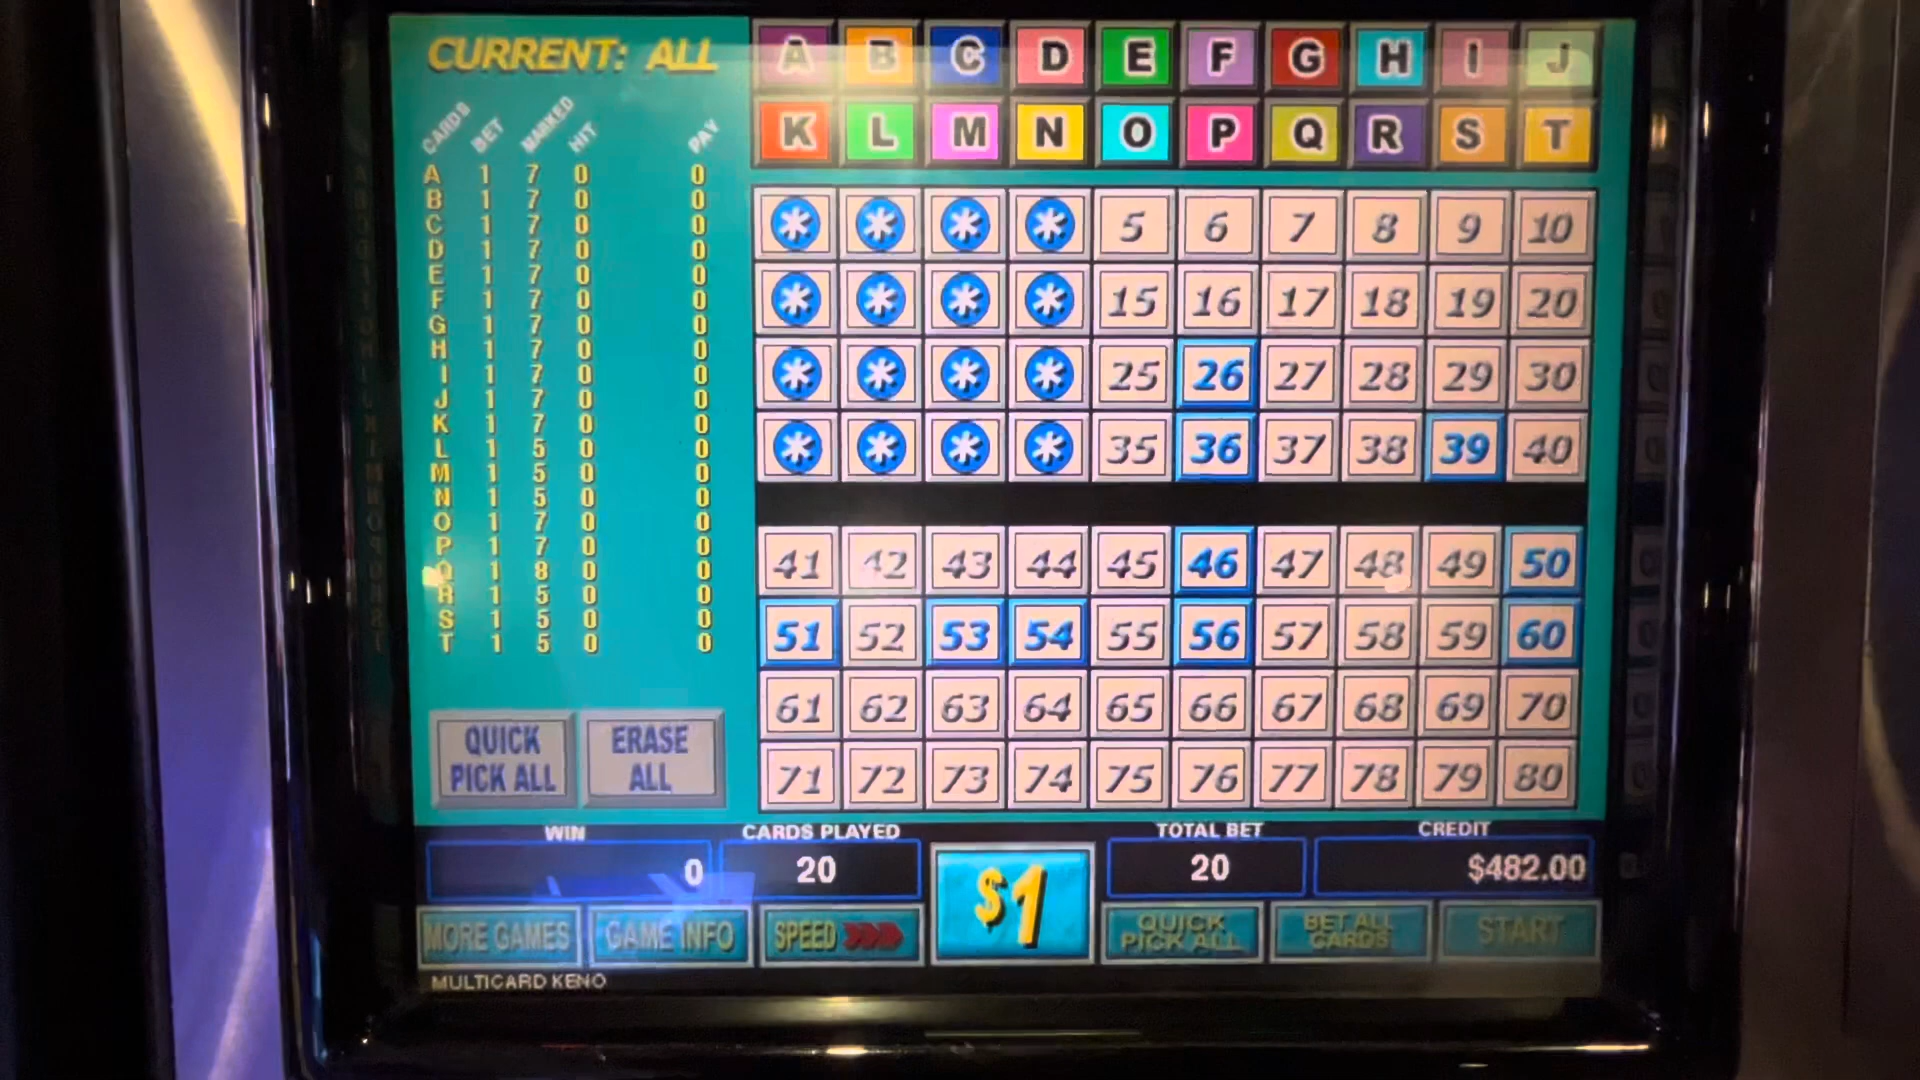 CURRENT: ALL
A B C D E F G H I J
K L M N O P Q R S T
CARDS BET MARKED HIT PAY
A 1 7 0 0
B 1 7 0 0
C 1 7 0 0
D 1 7 0 0
E 1 7 0 0
F 1 7 0 0
G 1 7 0 0
H 1 7 0 0
I 1 7 0 0
J 1 7 0 0
K 1 7 0 0
L 1 5 0 0
M 1 5 0 0
N 1 5 0 0
O 1 7 0 0
P 1 7 0 0
Q 1 8 0 0
R 1 5 0 0
S 1 5 0 0
T 1 5 0 0
* * * * 5 6 7 8 9 10
* * * * 15 16 17 18 19 20
* * * * 25 26 27 28 29 30
* * * * 35 36 37 38 39 40
41 42 43 44 45 46 47 48 49 50
51 52 53 54 55 56 57 58 59 60
61 62 63 64 65 66 67 68 69 70
71 72 73 74 75 76 77 78 79 80
QUICK PICK ALL
ERASE ALL
WIN CARDS PLAYED TOTAL BET CREDIT
0 20 $1 20 $482.00
MORE GAMES GAME INFO SPEED QUICK PICK ALL BET ALL CARDS START
MULTICARD KENO